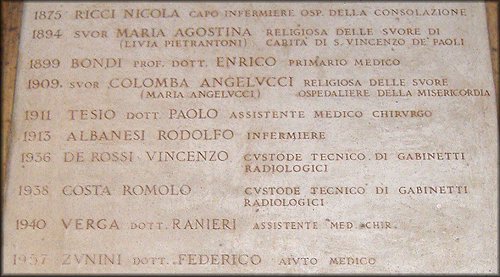 1875 RICCI NICOLA CAPO INFERMIERE OSP. DELLA CONSOLAZIONE
1894 SVOR MARIA AGOSTINA RELIGIOSA DELLE SVORE DI
(LIVIA PIETRANTONI) CARITÀ DI S. VINCENZO DE' PAOLI
1899 BONDI PROF. DOTT. ENRICO PRIMARIO MEDICO
1909. SVOR COLOMBA ANGELVCCI RELIGIOSA DELLE SVORE
(MARIA ANGELVCCI) OSPEDALIERE DELLA MISERICORDIA
1911 TESIO DOTT. PAOLO ASSISTENTE MEDICO CHIRVRGO
1913 ALBANESI RODOLFO INFERMIERE
1936 DE ROSSI VINCENZO CVSTODE TECNICO DI GABINETTI
RADIOLOGICI
1938 COSTA ROMOLO CVSTODE TECNICO DI GABINETTI
RADIOLOGICI
1940 VERGA DOTT. RANIERI ASSISTENTE MED. CHIR.
1957 ZVNINI DOTT. FEDERICO AIVTO MEDICO